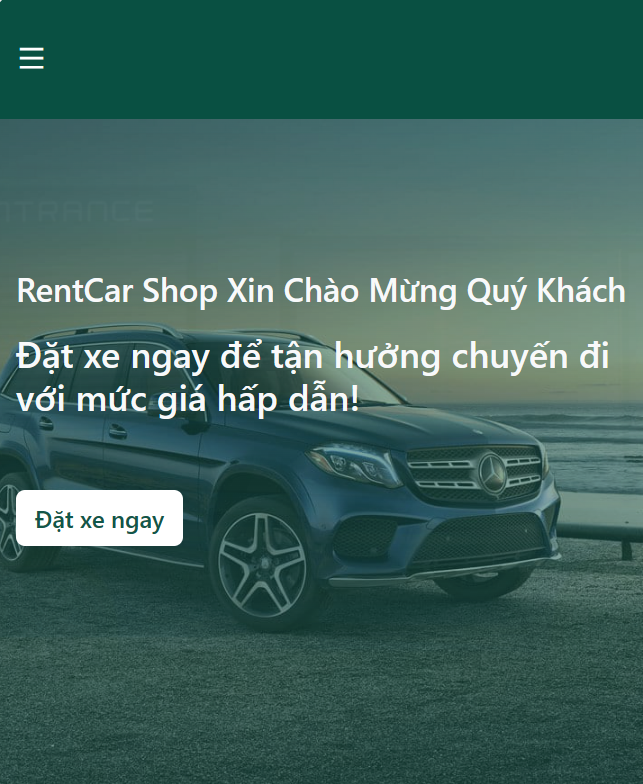 NTRANCE
RentCar Shop Xin Chào Mừng Quý Khách
Đặt xe ngay để tận hưởng chuyến đi
với mức giá hấp dẫn!
Đặt xe ngay